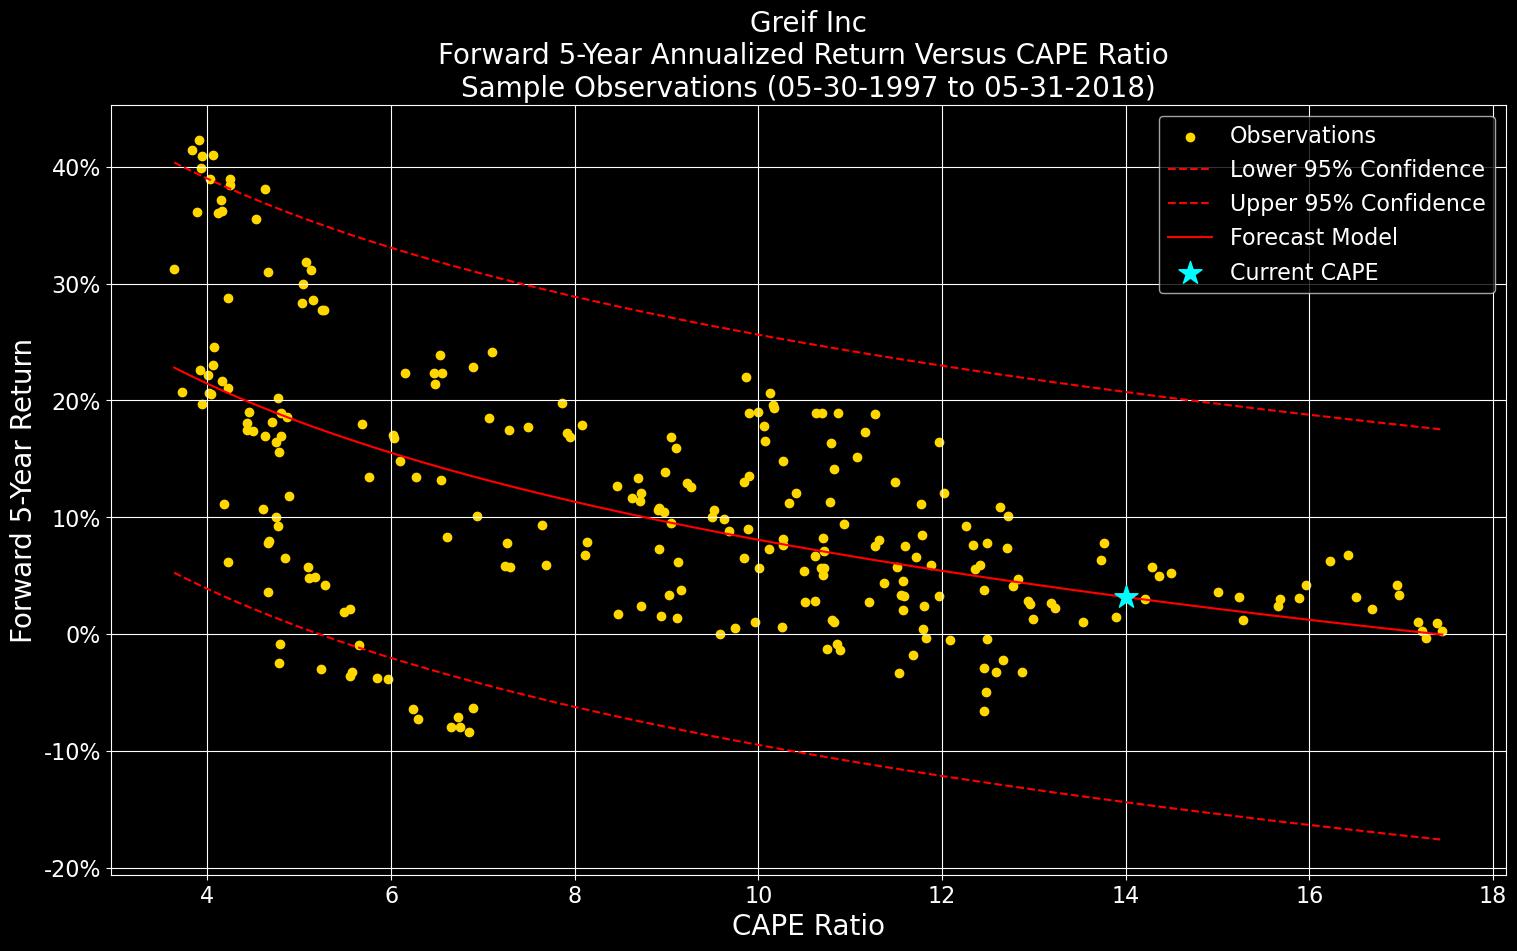 Greif Inc
Forward 5-Year Annualized Return Versus CAPE Ratio
Sample Observations (05-30-1997 to 05-31-2018)
Observations
Lower 95% Confidence
Upper 95% Confidence
Forecast Model
Current CAPE
Forward 5-Year Return
40%
30%
20%
10%
0%
-10%
-20%
4 6 8 10 12 14 16 18
CAPE Ratio